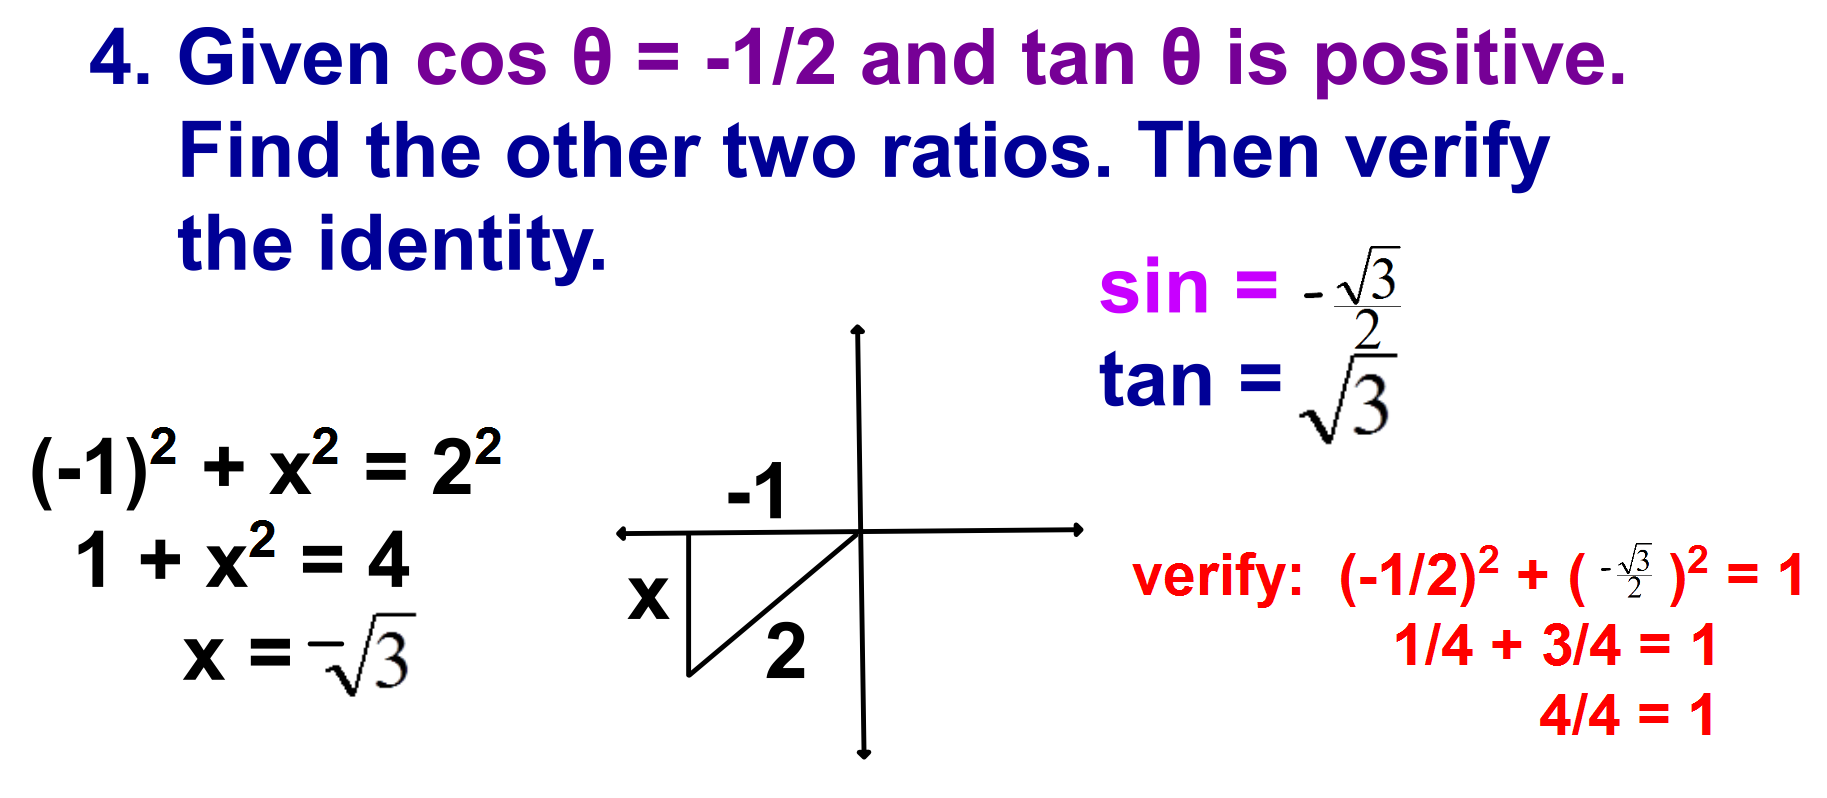 4. Given cos θ = -1/2 and tan θ is positive.
Find the other two ratios. Then verify
the identity.
sin = -√3/2
tan = √3
(-1)² + x² = 2²
1 + x² = 4
x = -√3
-1
x
2
verify: (-1/2)² + ( -√3/2 )² = 1
1/4 + 3/4 = 1
4/4 = 1